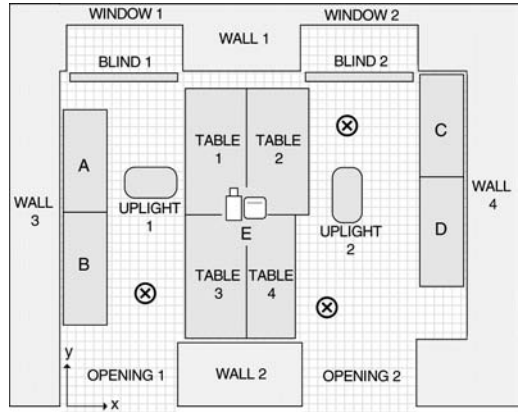 WINDOW 1
WINDOW 2
WALL 1
BLIND 1
BLIND 2
TABLE
1
TABLE
2
A
C
WALL
3
UPLIGHT
1
WALL
4
UPLIGHT
2
E
B
D
TABLE
3
TABLE
4
y
OPENING 1
WALL 2
OPENING 2
x